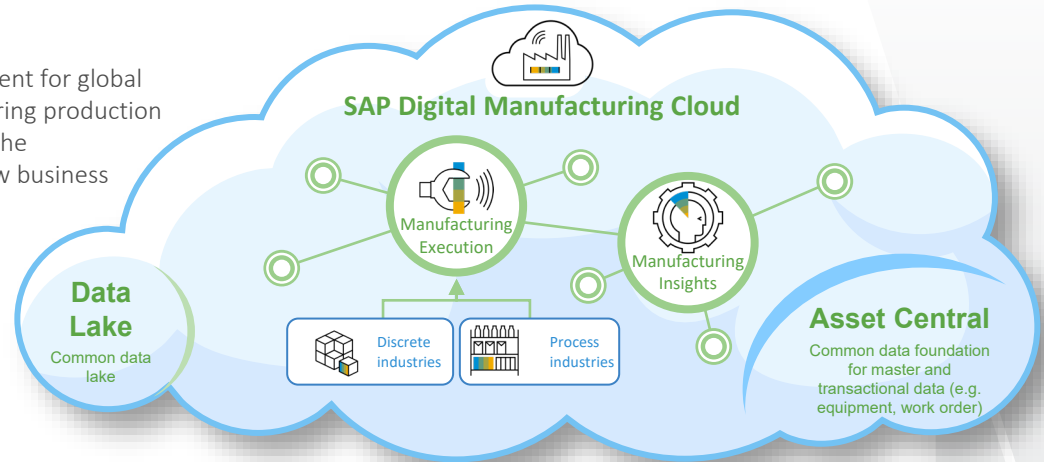 ent for global
ring production
he
w business
SAP Digital Manufacturing Cloud
Manufacturing
Execution
Manufacturing
Insights
Data
Lake
Common data
lake
Discrete
industries
Process
industries
Asset Central
Common data foundation
for master and
transactional data (e.g.
equipment, work order)